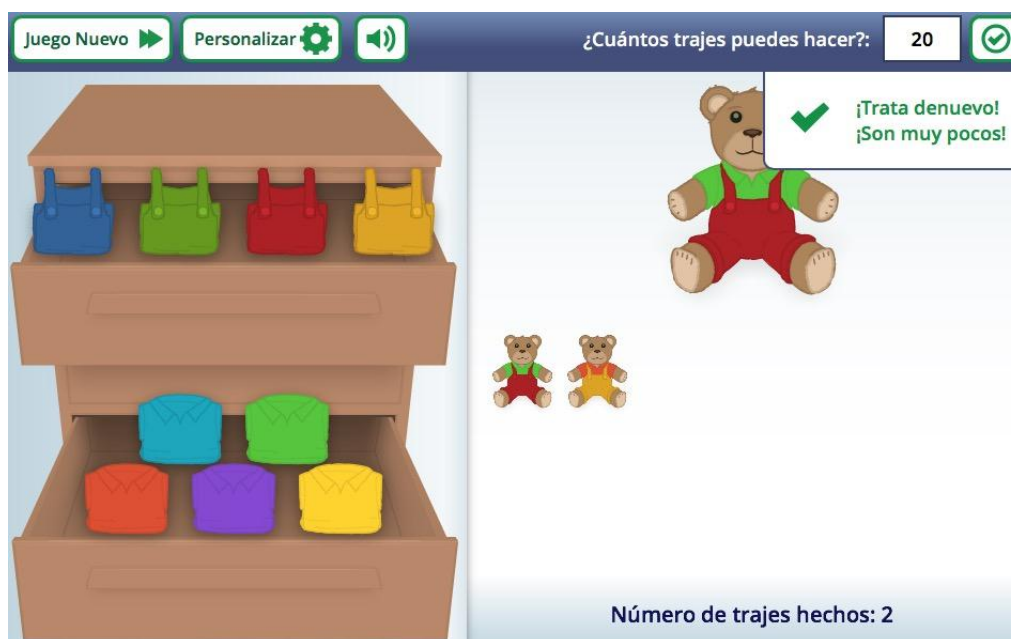 Juego Nuevo
Personalizar
¿Cuántos trajes puedes hacer?: 20
¡Trata denuevo!
¡Son muy pocos!
Número de trajes hechos: 2